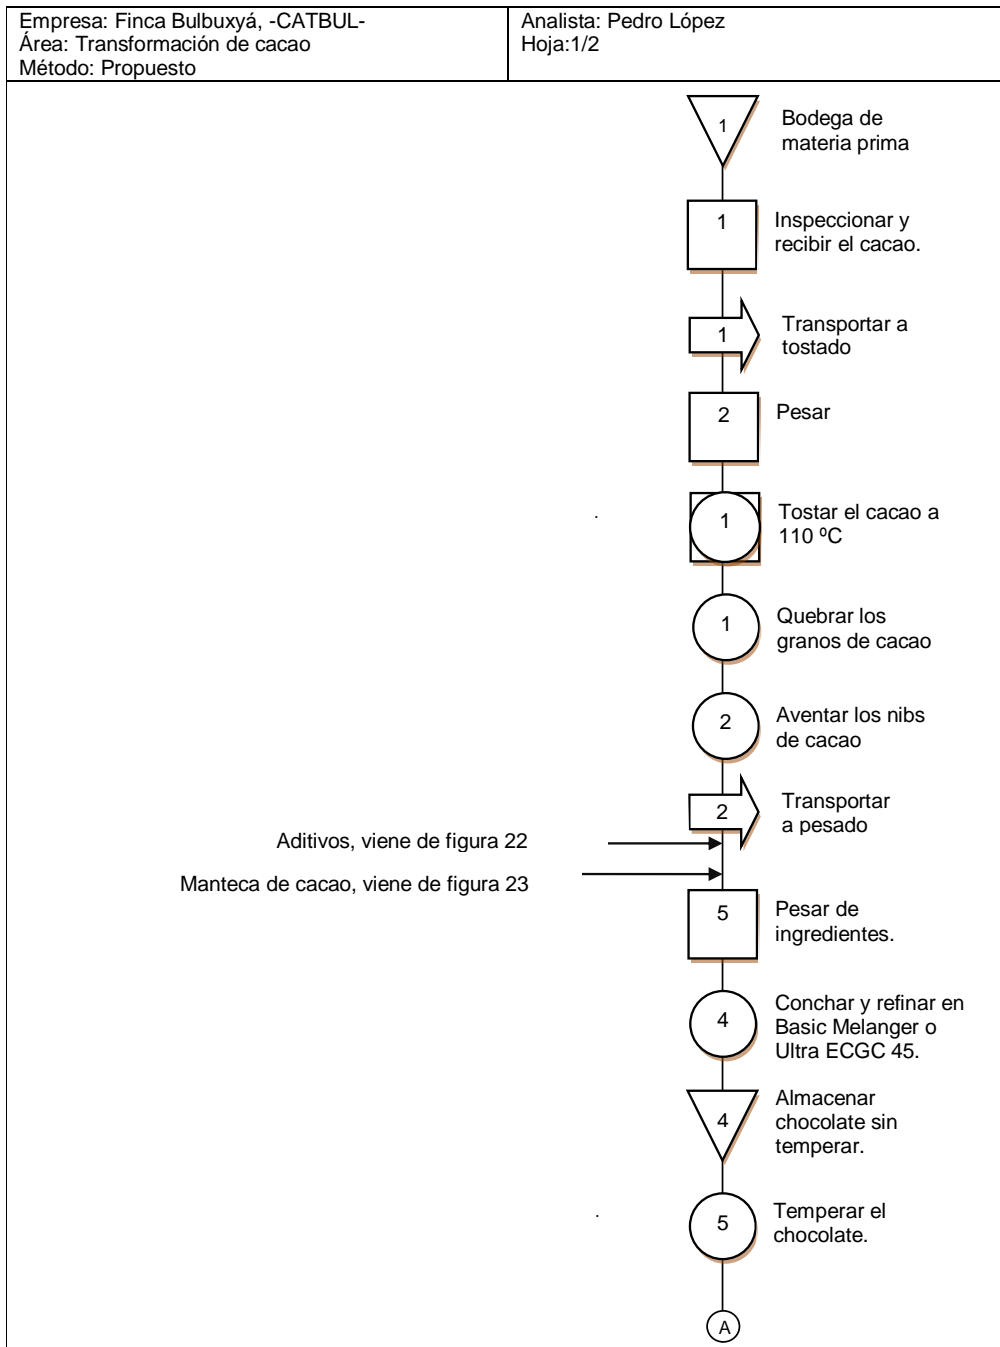 Empresa: Finca Bulbuxyá, -CATBUL-
Área: Transformación de cacao
Método: Propuesto
Analista: Pedro López
Hoja:1/2
1
Bodega de
materia prima
1
Inspeccionar y
recibir el cacao.
1
Transportar a
tostado
2
Pesar
1
Tostar el cacao a
110 ºC
1
Quebrar los
granos de cacao
2
Aventar los nibs
de cacao
2
Transportar
a pesado
Aditivos, viene de figura 22
Manteca de cacao, viene de figura 23
5
Pesar de
ingredientes.
4
Conchar y refinar en
Basic Melanger o
Ultra ECGC 45.
4
Almacenar
chocolate sin
temperar.
5
Temperar el
chocolate.
A